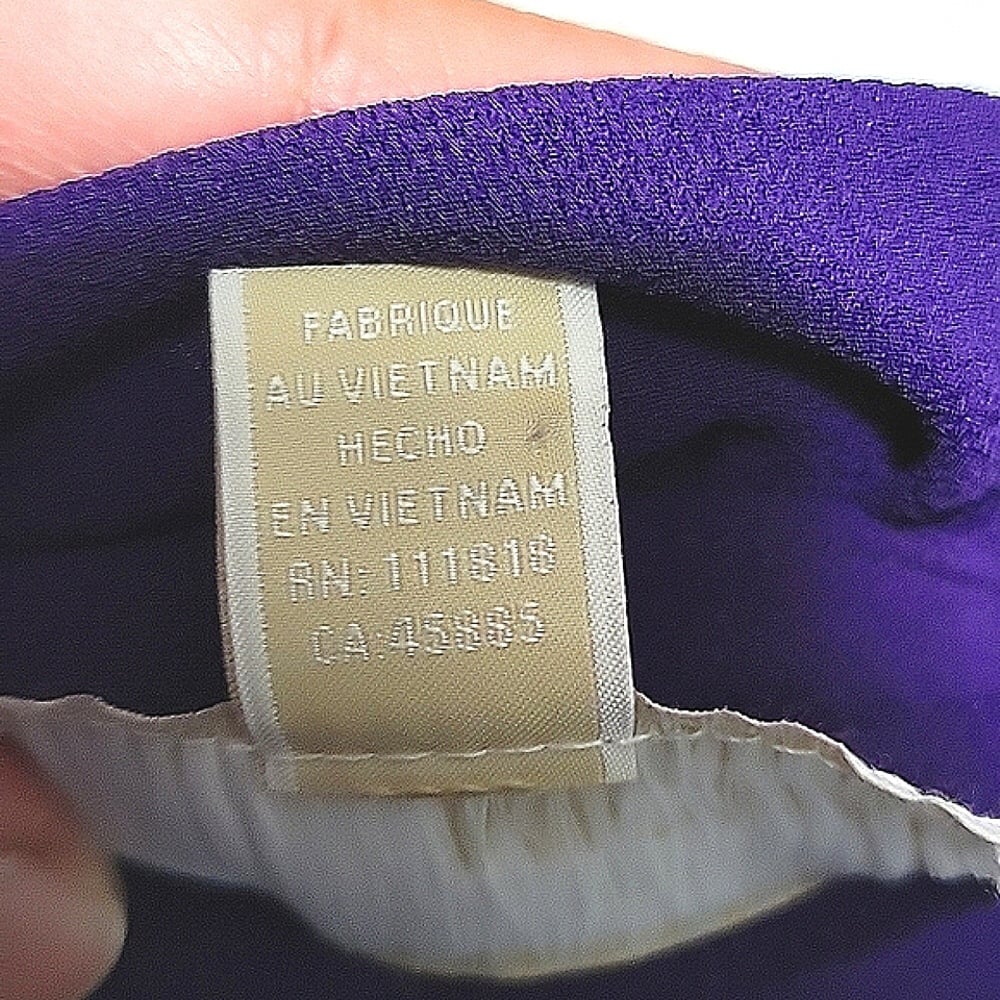 FABRIQUE
AU VIETNAM
HECHO
EN VIETNAM
RN: 111818
CA:45885